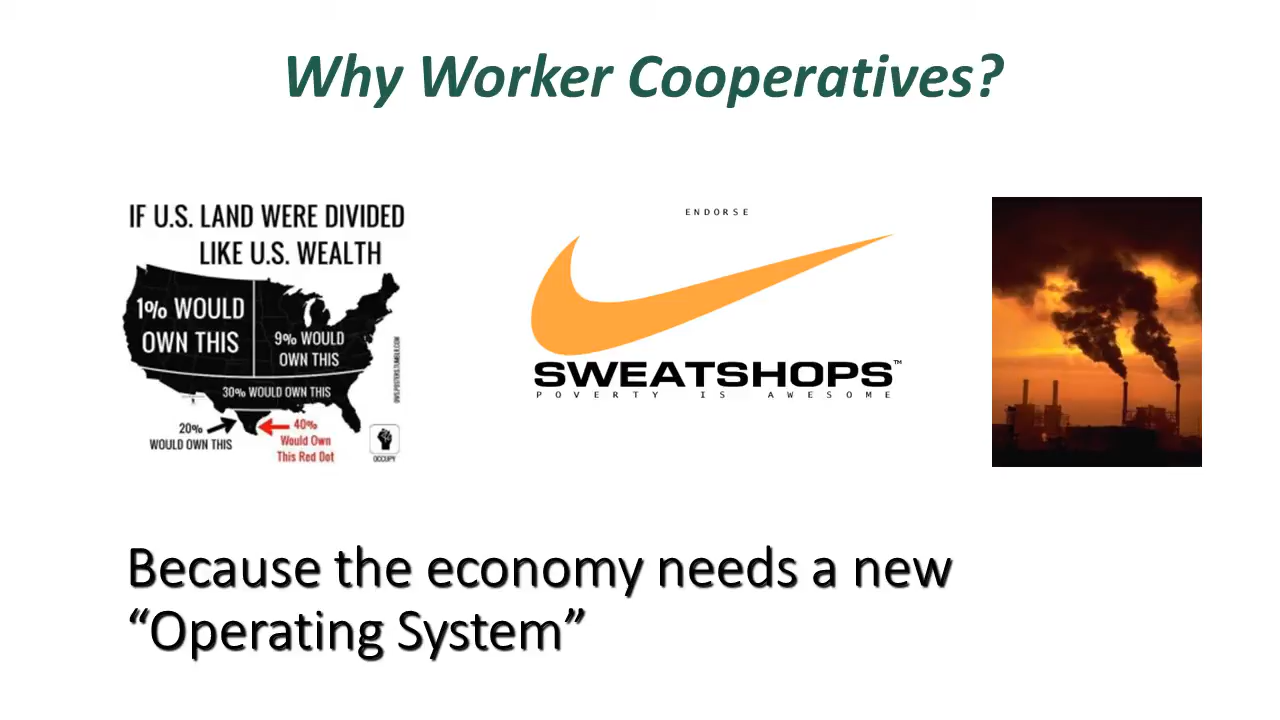 Why Worker Cooperatives?
IF U.S. LAND WERE DIVIDED
LIKE U.S. WEALTH
1% WOULD
OWN THIS
9% WOULD
OWN THIS
30% WOULD OWN THIS
20%
WOULD OWN THIS
40%
Would Own
This Red Dot
OCCUPY
ENDORSE
SWEATSHOPS™
POVERTY IS AWESOME
Because the economy needs a new
“Operating System”